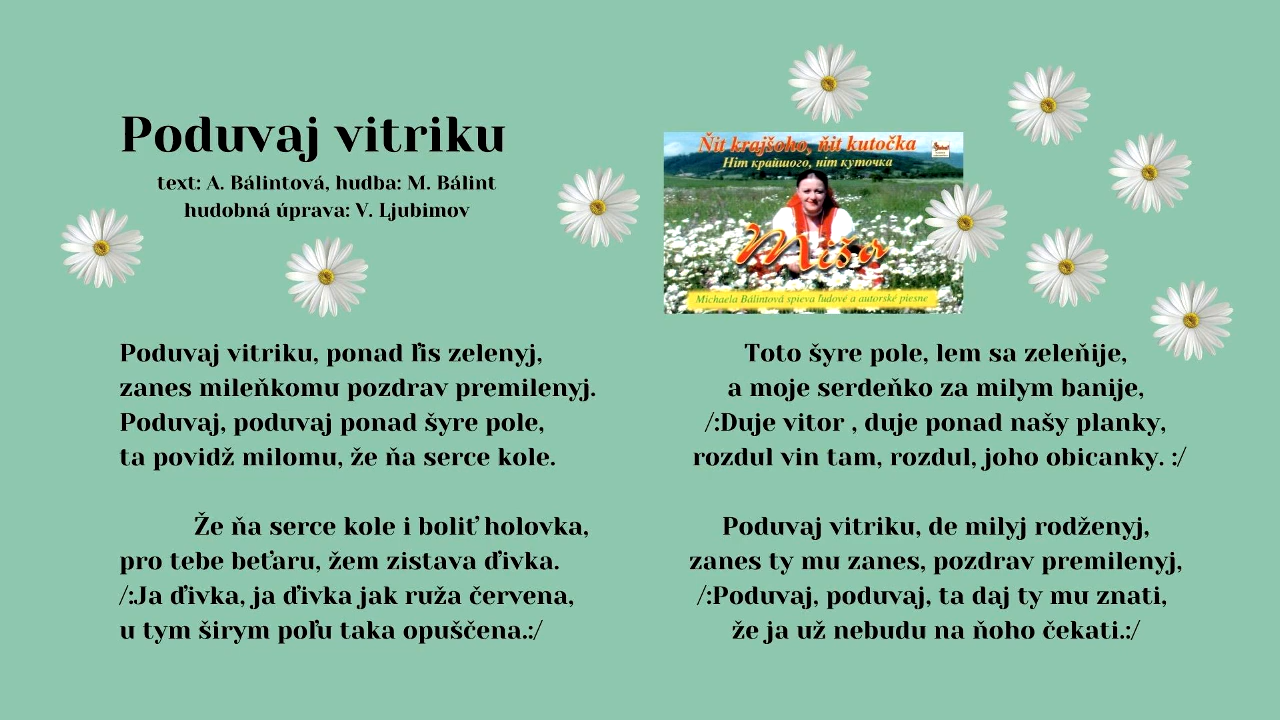 Poduvaj vitriku
text: A. Bálintová, hudba: M. Bálint
hudobná úprava: V. Ljubimov
Ňit krajšoho, ňit kutočka
Нїт крайшого, нїт куточка
Miša
Michaela Bálintová spieva ľudové a autorské piesne
Poduvaj vitriku, ponad ľis zelenyj,
zanes mileňkomu pozdrav premilenyj.
Poduvaj, poduvaj ponad šyre pole,
ta povidž milomu, že ňa serce kole.
Že ňa serce kole i boliť holovka,
pro tebe beťaru, žem zistava ďivka.
/:Ja ďivka, ja ďivka jak ruža červena,
u tym širym poľu taka opuščena.:/
Toto šyre pole, lem sa zeleňije,
a moje serdeňko za milym banije,
/:Duje vitor , duje ponad našy planky,
rozdul vin tam, rozdul, joho obicanky. :/
Poduvaj vitriku, de milyj rodženyj,
zanes ty mu zanes, pozdrav premilenyj,
/:Poduvaj, poduvaj, ta daj ty mu znati,
že ja už nebudu na ňoho čekati.:/